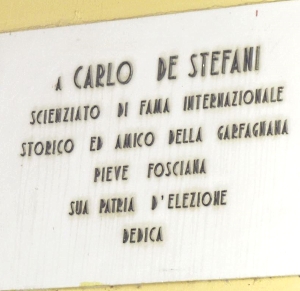 A CARLO DE STEFANI
SCIENZIATO DI FAMA INTERNAZIONALE
STORICO ED AMICO DELLA GARFAGNANA
PIEVE FOSCIANA
SUA PATRIA D'ELEZIONE
DEDICA